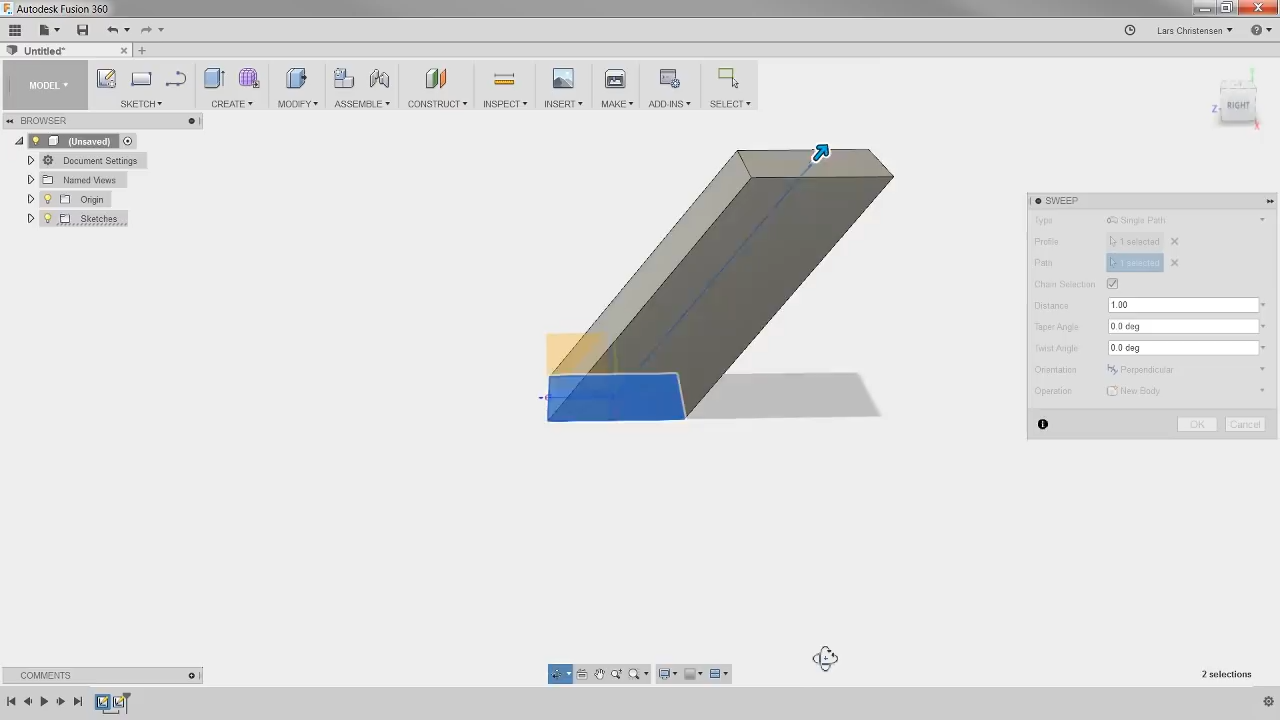 Autodesk Fusion 360
Lars Christensen
Untitled*
MODEL
SKETCH
CREATE
MODIFY
ASSEMBLE
CONSTRUCT
INSPECT
INSERT
MAKE
ADD-INS
SELECT
BROWSER
(Unsaved)
Document Settings
Named Views
Origin
Sketches
RIGHT
Z
X
SWEEP
Type Single Path
Profile 1 selected
Path 1 selected
Chain Selection
Distance 1.00
Taper Angle 0.0 deg
Twist Angle 0.0 deg
Orientation Perpendicular
Operation New Body
OK Cancel
COMMENTS
2 selections